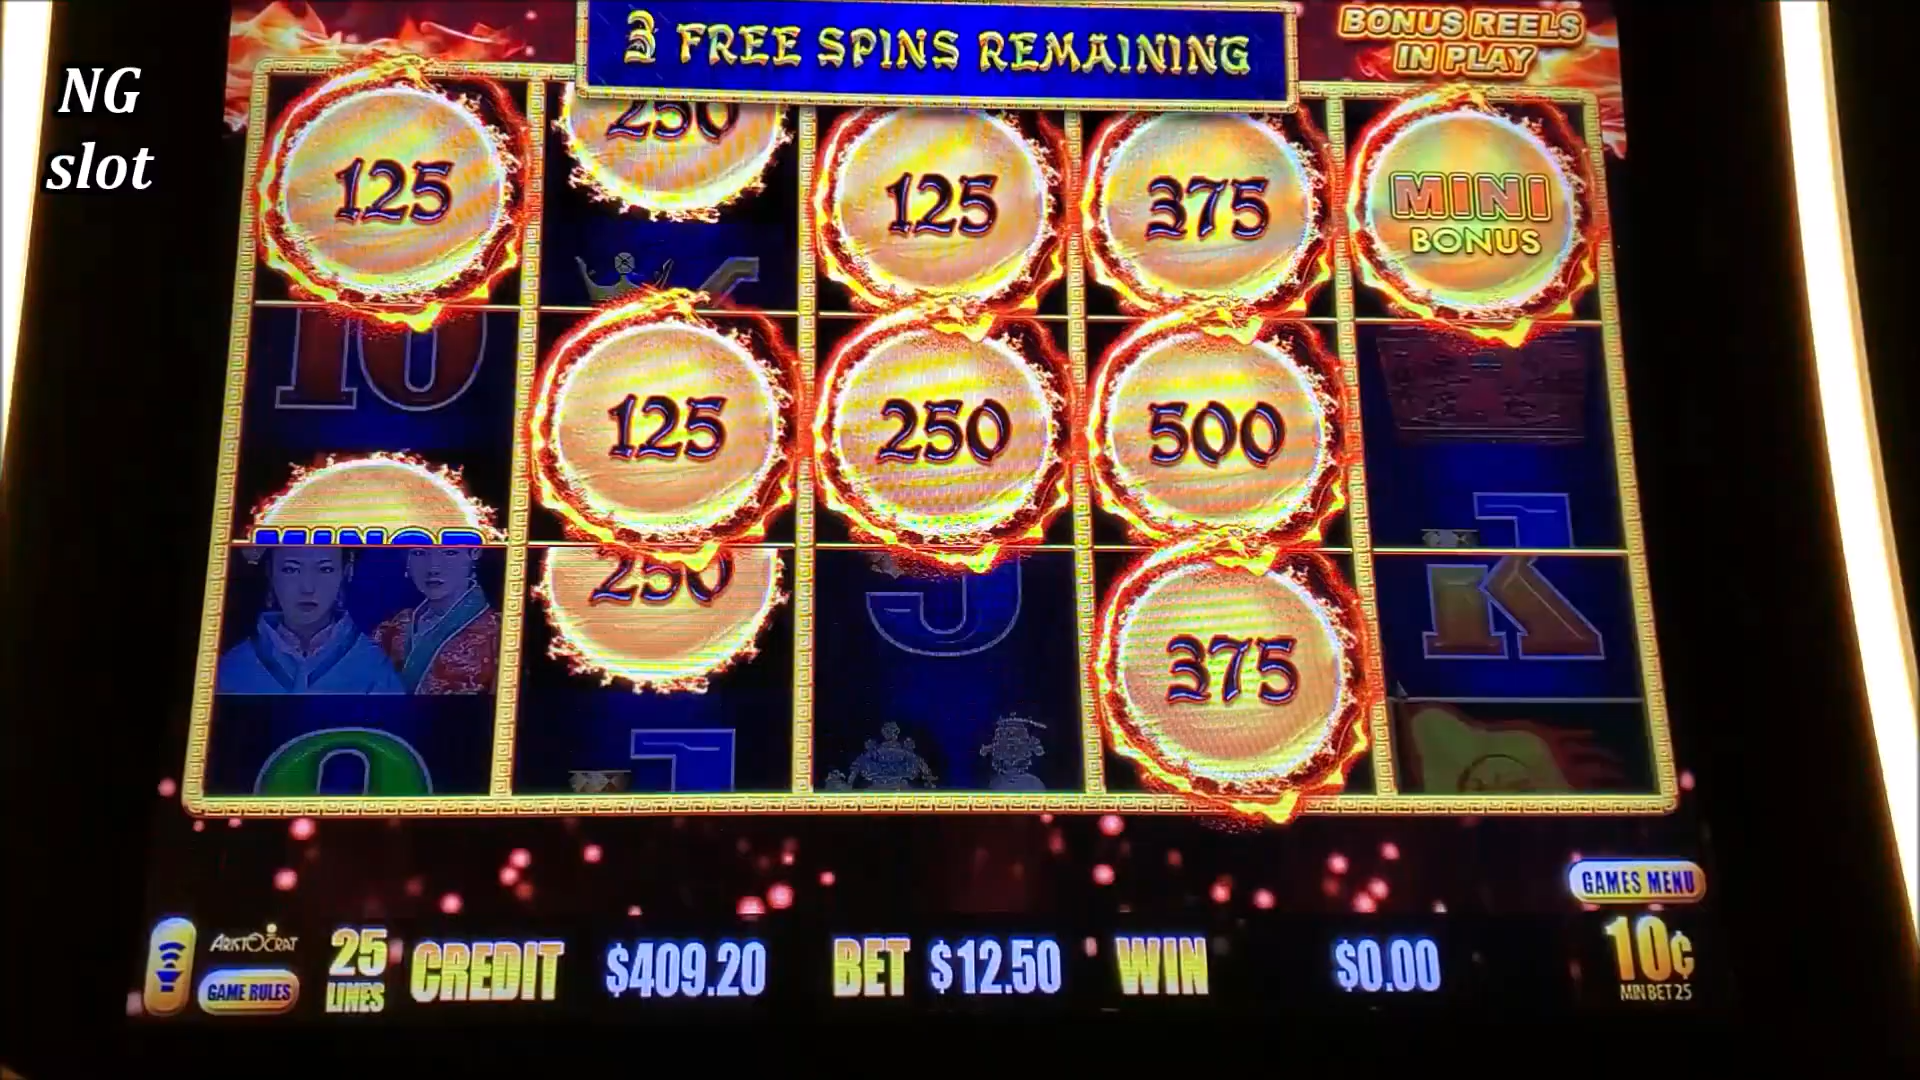 NG
slot
3 FREE SPINS REMAINING
BONUS REELS
IN PLAY
125
250
125
375
MINI
BONUS
10
125
250
500
MINOR
250
J
J
K
375
Q
J
GAMES MENU
ARISTOCRAT
GAME RULES
25
LINES
CREDIT $409.20
BET $12.50
WIN $0.00
10¢
MIN BET 25